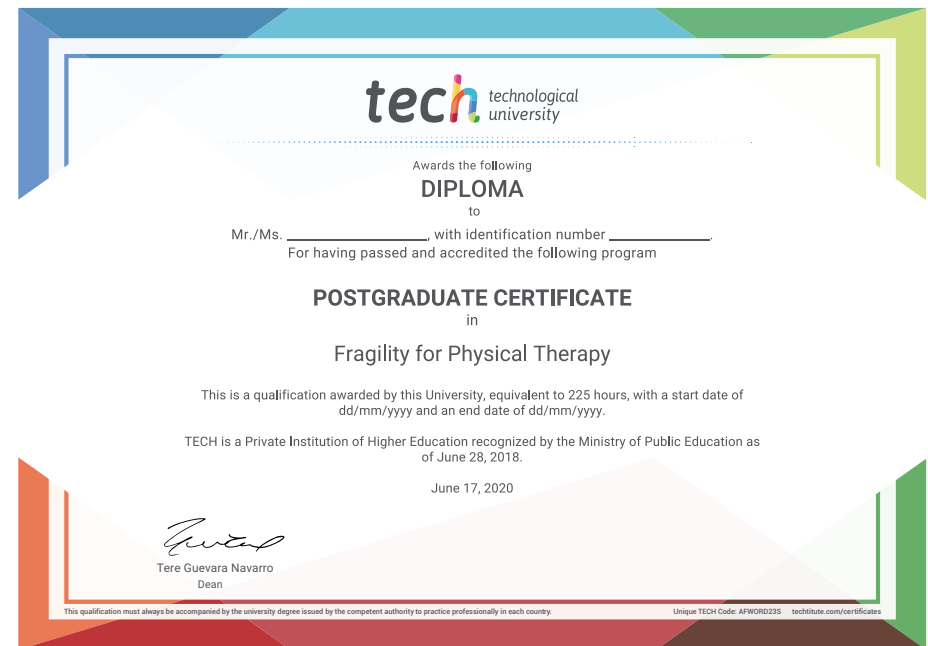 tech technological
university
Awards the following
DIPLOMA
to
Mr./Ms. ____________________, with identification number ______________.
For having passed and accredited the following program
POSTGRADUATE CERTIFICATE
in
Fragility for Physical Therapy
This is a qualification awarded by this University, equivalent to 225 hours, with a start date of
dd/mm/yyyy and an end date of dd/mm/yyyy.
TECH is a Private Institution of Higher Education recognized by the Ministry of Public Education as
of June 28, 2018.
June 17, 2020
Tere Guevara Navarro
Dean
This qualification must always be accompanied by the university degree issued by the competent authority to practice professionally in each country.
Unique TECH Code: AFWORD23S techtitute.com/certificates